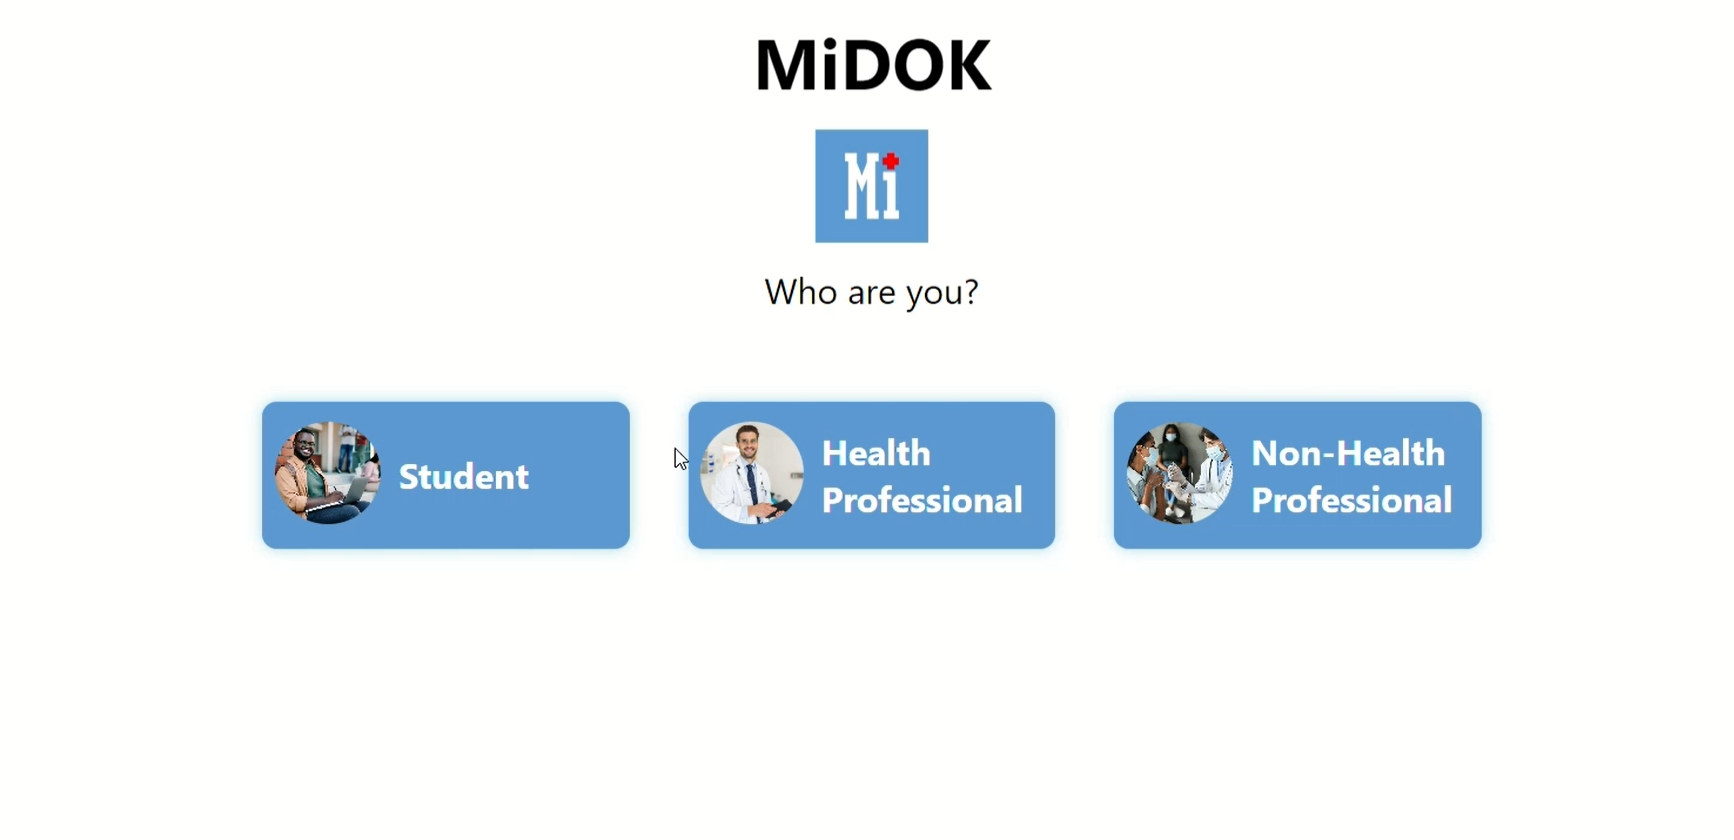 MiDOK
Mi
Who are you?
Student
Health
Professional
Non-Health
Professional